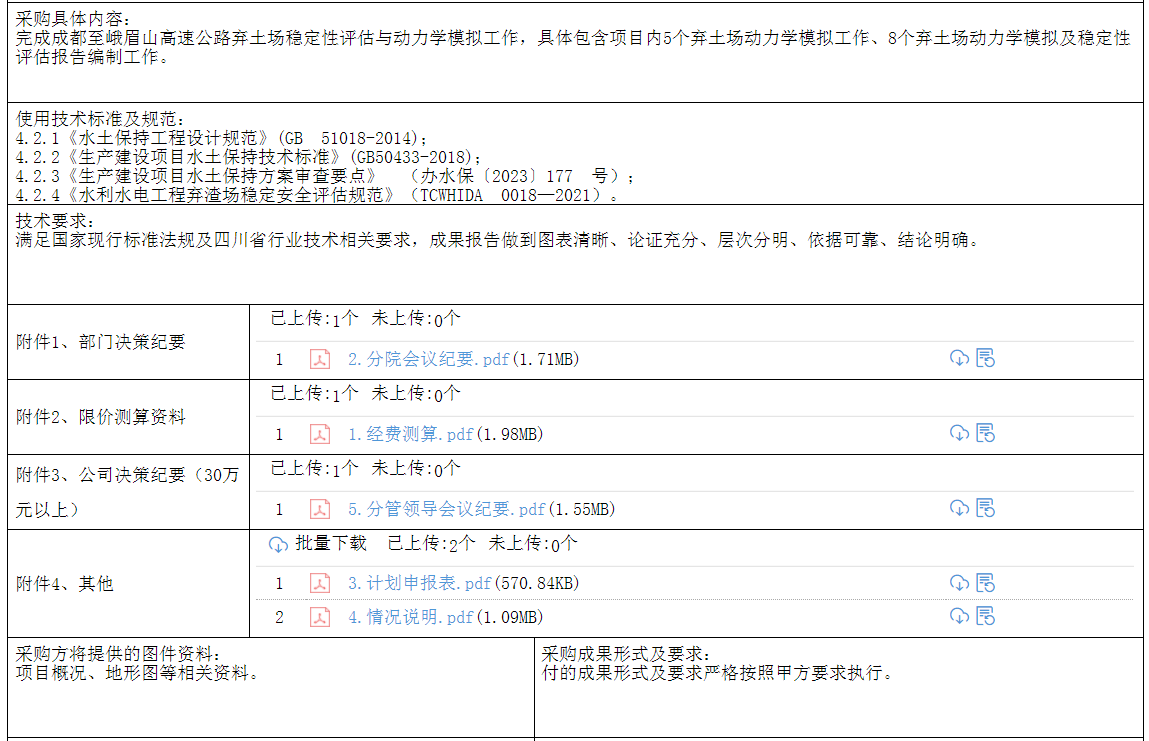 采购具体内容：
完成成都至峨眉山高速公路弃土场稳定性评估与动力学模拟工作，具体包含项目内5个弃土场动力学模拟工作、8个弃土场动力学模拟及稳定性
评估报告编制工作。
使用技术标准及规范：
4.2.1《水土保持工程设计规范》(GB  51018-2014)；
4.2.2《生产建设项目水土保持技术标准》(GB50433-2018)；
4.2.3《生产建设项目水土保持方案审查要点》  （办水保〔2023〕177  号）；
4.2.4《水利水电工程弃渣场稳定安全评估规范》（TCWHIDA  0018—2021）。
技术要求：
满足国家现行标准法规及四川省行业技术相关要求，成果报告做到图表清晰、论证充分、层次分明、依据可靠、结论明确。
附件1、部门决策纪要
已上传:1个 未上传:0个
1 2.分院会议纪要.pdf(1.71MB)
附件2、限价测算资料
已上传:1个 未上传:0个
1 1.经费测算.pdf(1.98MB)
附件3、公司决策纪要（30万
元以上）
已上传:1个 未上传:0个
1 5.分管领导会议纪要.pdf(1.55MB)
附件4、其他
批量下载 已上传:2个 未上传:0个
1 3.计划申报表.pdf(570.84KB)
2 4.情况说明.pdf(1.09MB)
采购方将提供的图件资料：
项目概况、地形图等相关资料。
采购成果形式及要求：
付的成果形式及要求严格按照甲方要求执行。